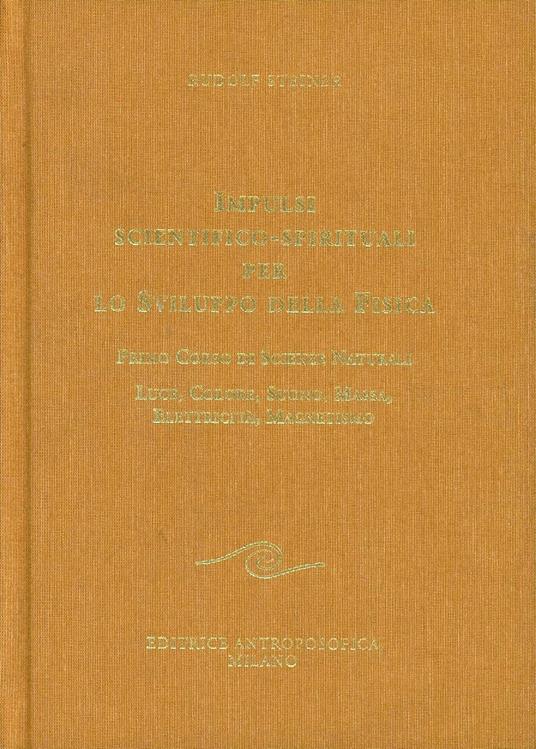 RUDOLF STEINER
IMPULSI
SCIENTIFICO-SPIRITUALI
PER
LO SVILUPPO DELLA FISICA
PRIMO CORSO DI SCIENZE NATURALI
LUCE, COLORE, SUONO, MASSA,
ELETTRICITÀ, MAGNETISMO
EDITRICE ANTROPOSOFICA
MILANO